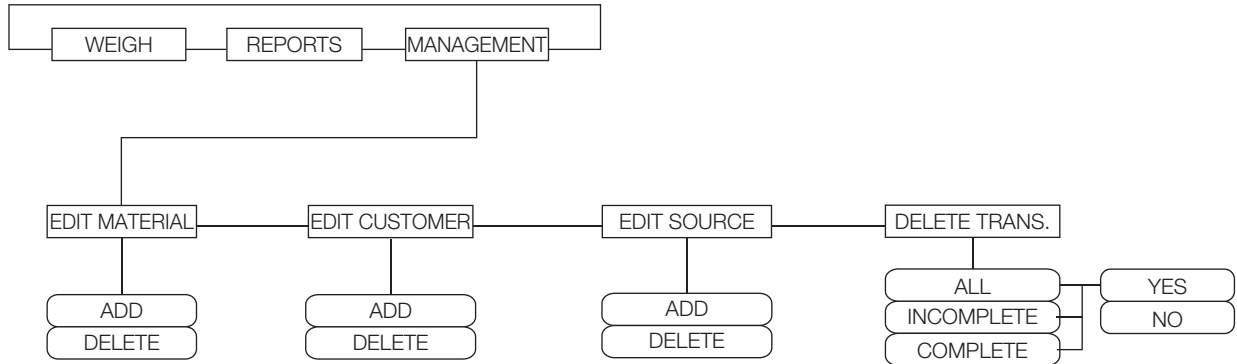 WEIGH REPORTS MANAGEMENT
EDIT MATERIAL EDIT CUSTOMER EDIT SOURCE DELETE TRANS.
ADD ADD ADD ALL YES
DELETE DELETE DELETE INCOMPLETE NO
COMPLETE